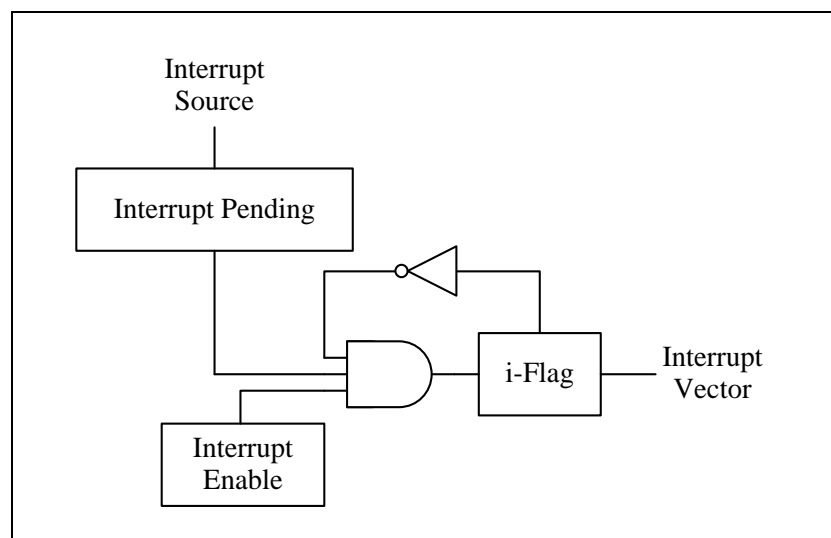 Interrupt
Source
Interrupt Pending
i-Flag
Interrupt
Vector
Interrupt
Enable